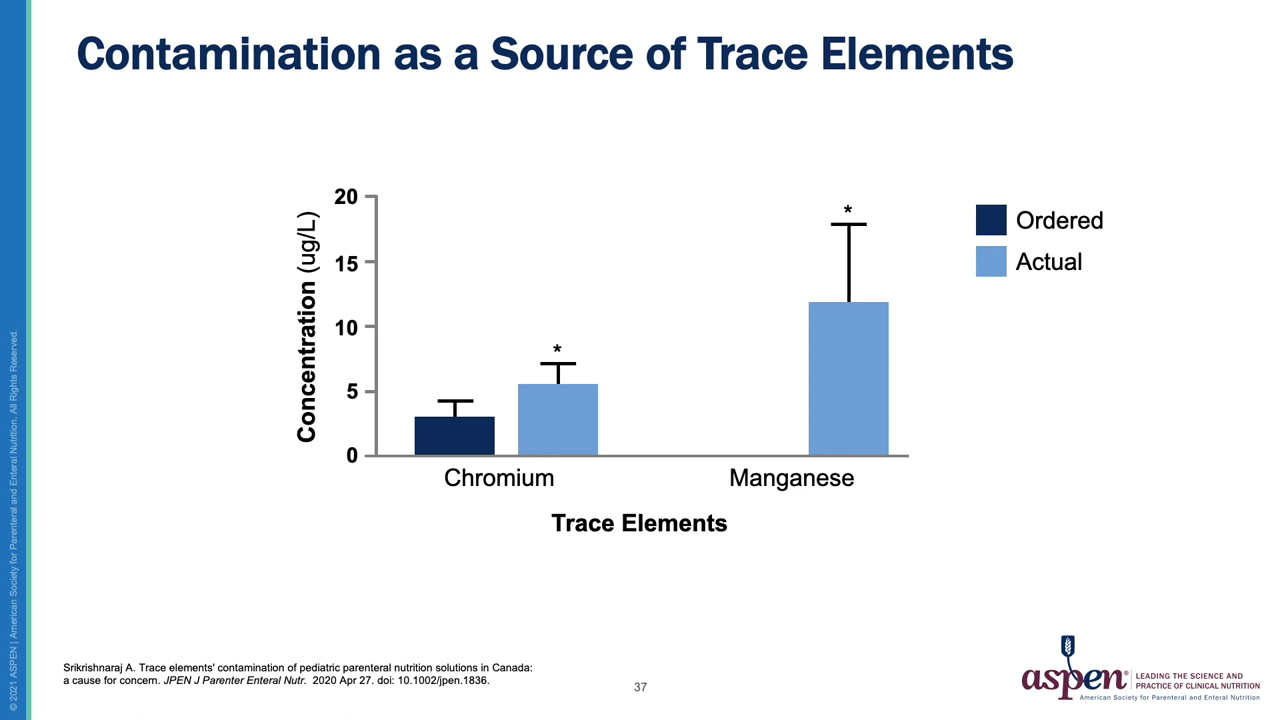 Contamination as a Source of Trace Elements
Concentration (ug/L)
20
15
10
5
0
*
*
Chromium
Manganese
Trace Elements
Ordered
Actual
Srikrishnaraj A. Trace elements' contamination of pediatric parenteral nutrition solutions in Canada:
a cause for concern. JPEN J Parenter Enteral Nutr. 2020 Apr 27. doi: 10.1002/jpen.1836.
37
aspen®
LEADING THE SCIENCE AND
PRACTICE OF CLINICAL NUTRITION
American Society for Parenteral and Enteral Nutrition
© 2021 ASPEN | American Society for Parenteral and Enteral Nutrition. All Rights Reserved.